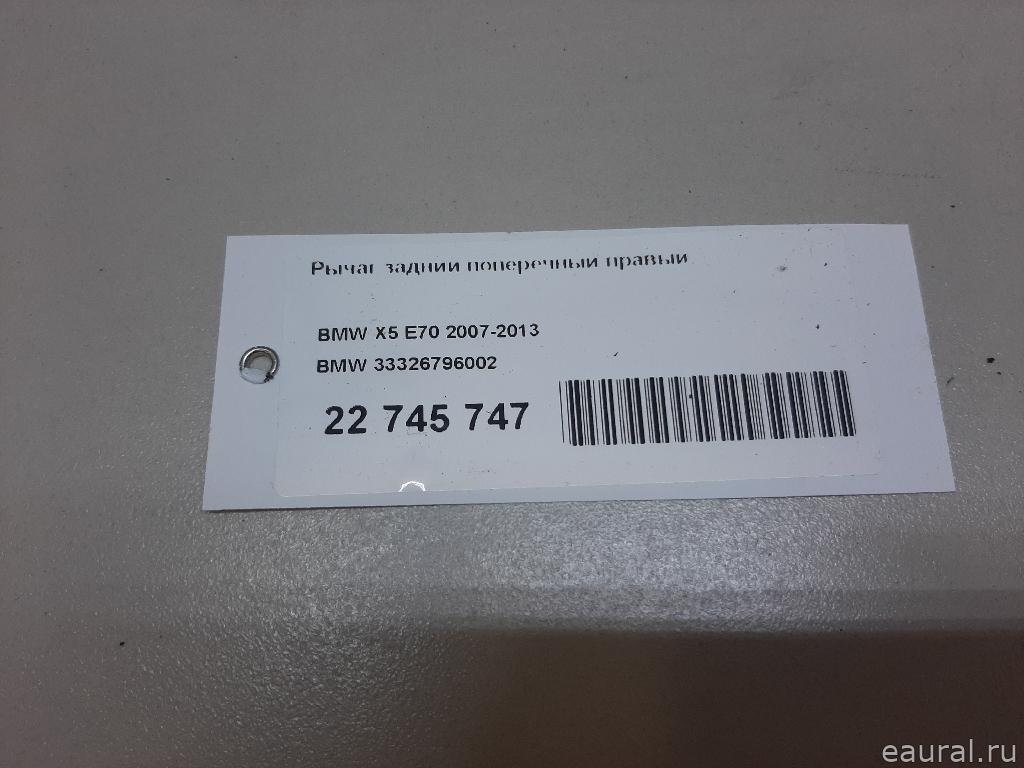 Рычаг задний поперечный правый
BMW X5 E70 2007-2013
BMW 33326796002
22 745 747
eaural.ru